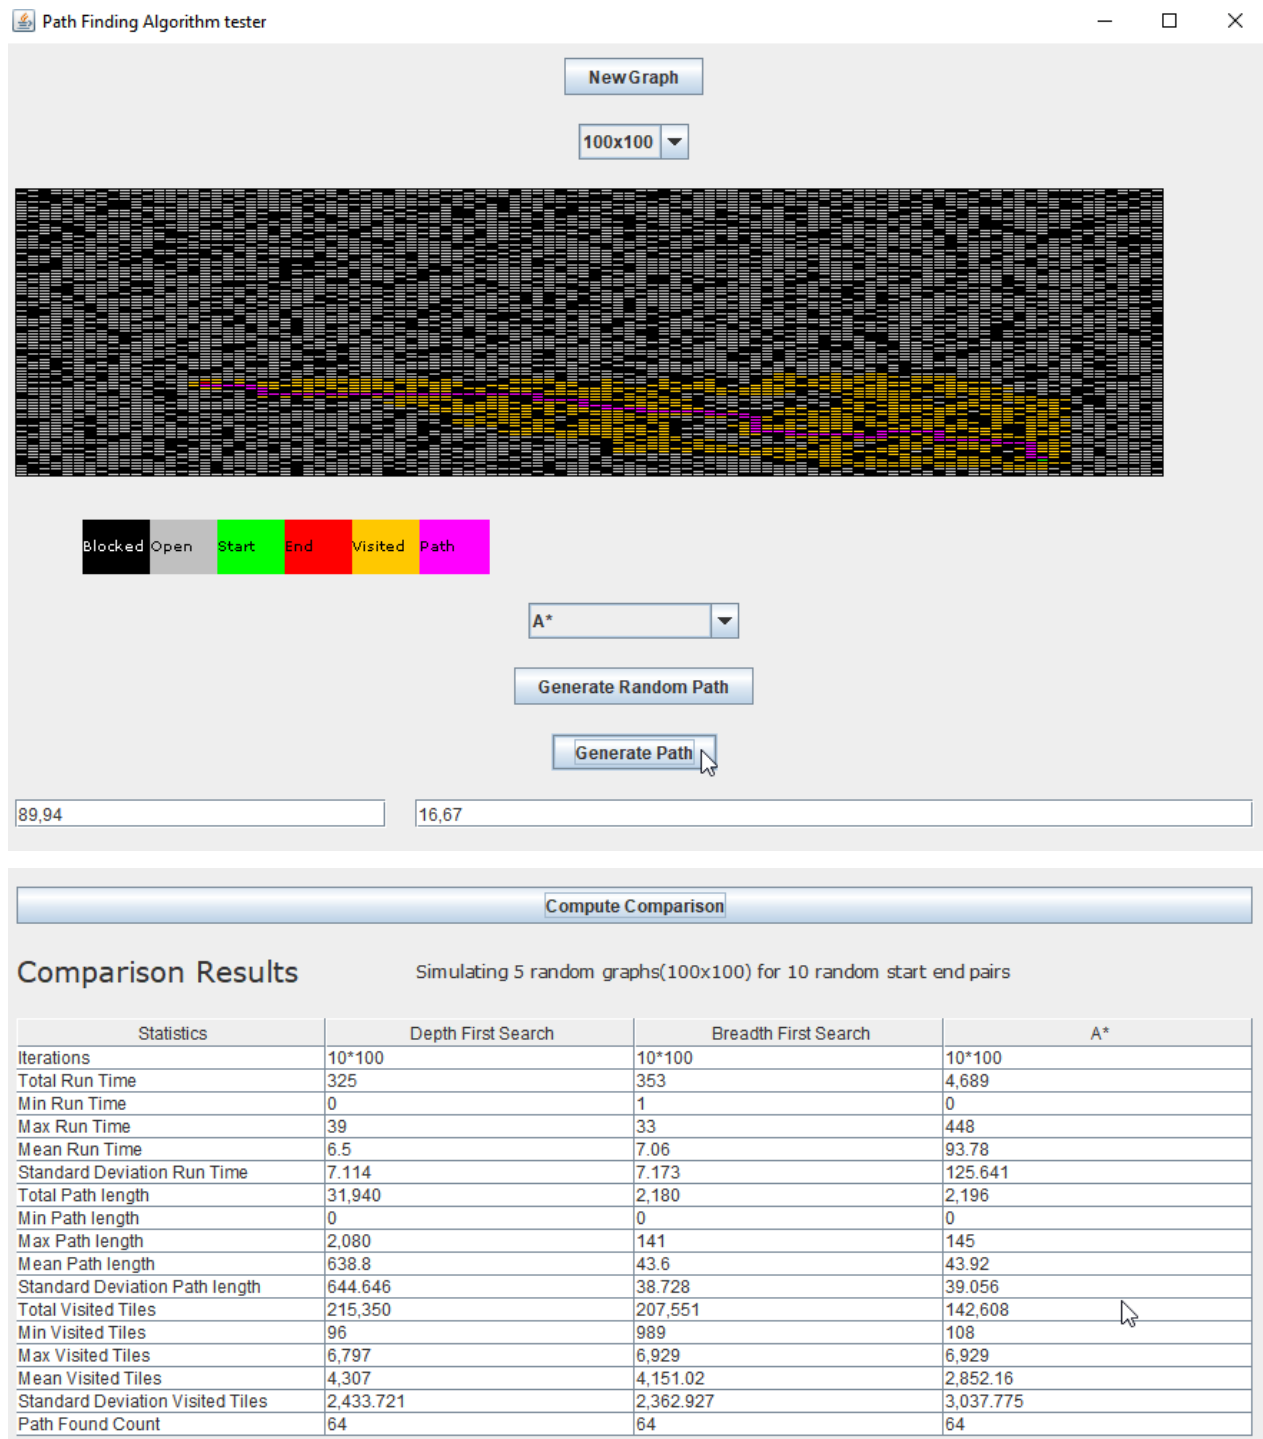 Path Finding Algorithm tester
New Graph
100x100
Blocked Open Start End Visited Path
A*
Generate Random Path
Generate Path
89,94 16,67
Compute Comparison
Comparison Results Simulating 5 random graphs(100x100) for 10 random start end pairs
Statistics Depth First Search Breadth First Search A*
Iterations 10*100 10*100 10*100
Total Run Time 325 353 4,689
Min Run Time 0 1 0
Max Run Time 39 33 448
Mean Run Time 6.5 7.06 93.78
Standard Deviation Run Time 7.114 7.173 125.641
Total Path length 31,940 2,180 2,196
Min Path length 0 0 0
Max Path length 2,080 141 145
Mean Path length 638.8 43.6 43.92
Standard Deviation Path length 644.646 38.728 39.056
Total Visited Tiles 215,350 207,551 142,608
Min Visited Tiles 96 989 108
Max Visited Tiles 6,797 6,929 6,929
Mean Visited Tiles 4,307 4,151.02 2,852.16
Standard Deviation Visited Tiles 2,433.721 2,362.927 3,037.775
Path Found Count 64 64 64